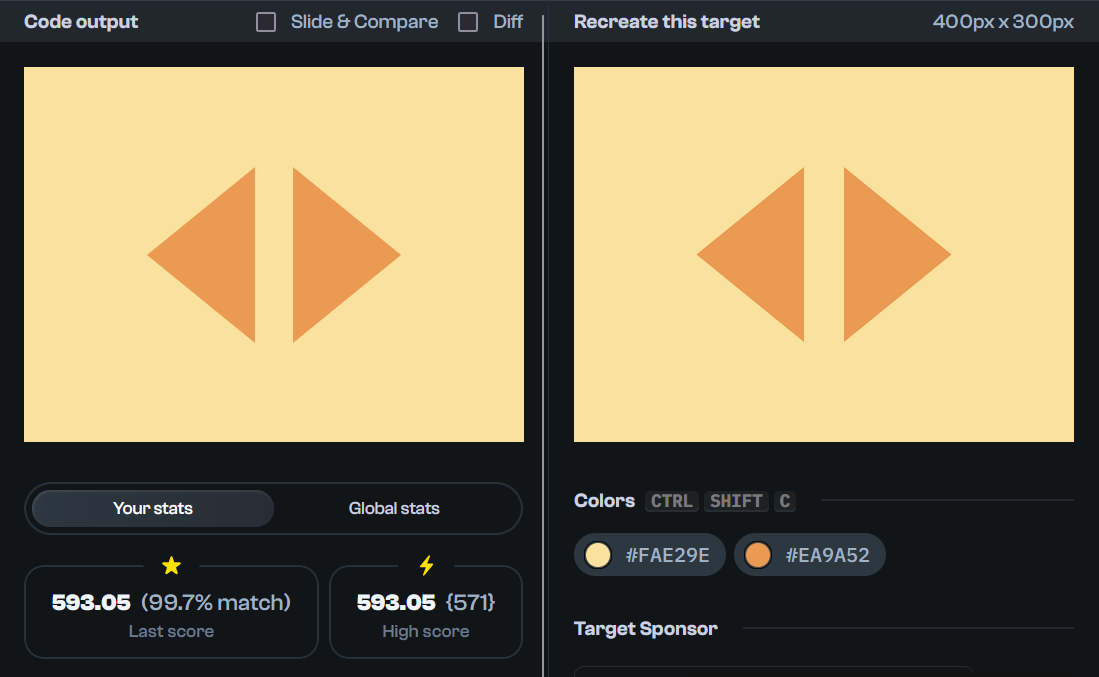 Code output
Slide & Compare
Diff
Recreate this target
400px x 300px
Your stats
Global stats
593.05 (99.7% match)
Last score
593.05 {571}
High score
Colors CTRL SHIFT C
#FAE29E
#EA9A52
Target Sponsor